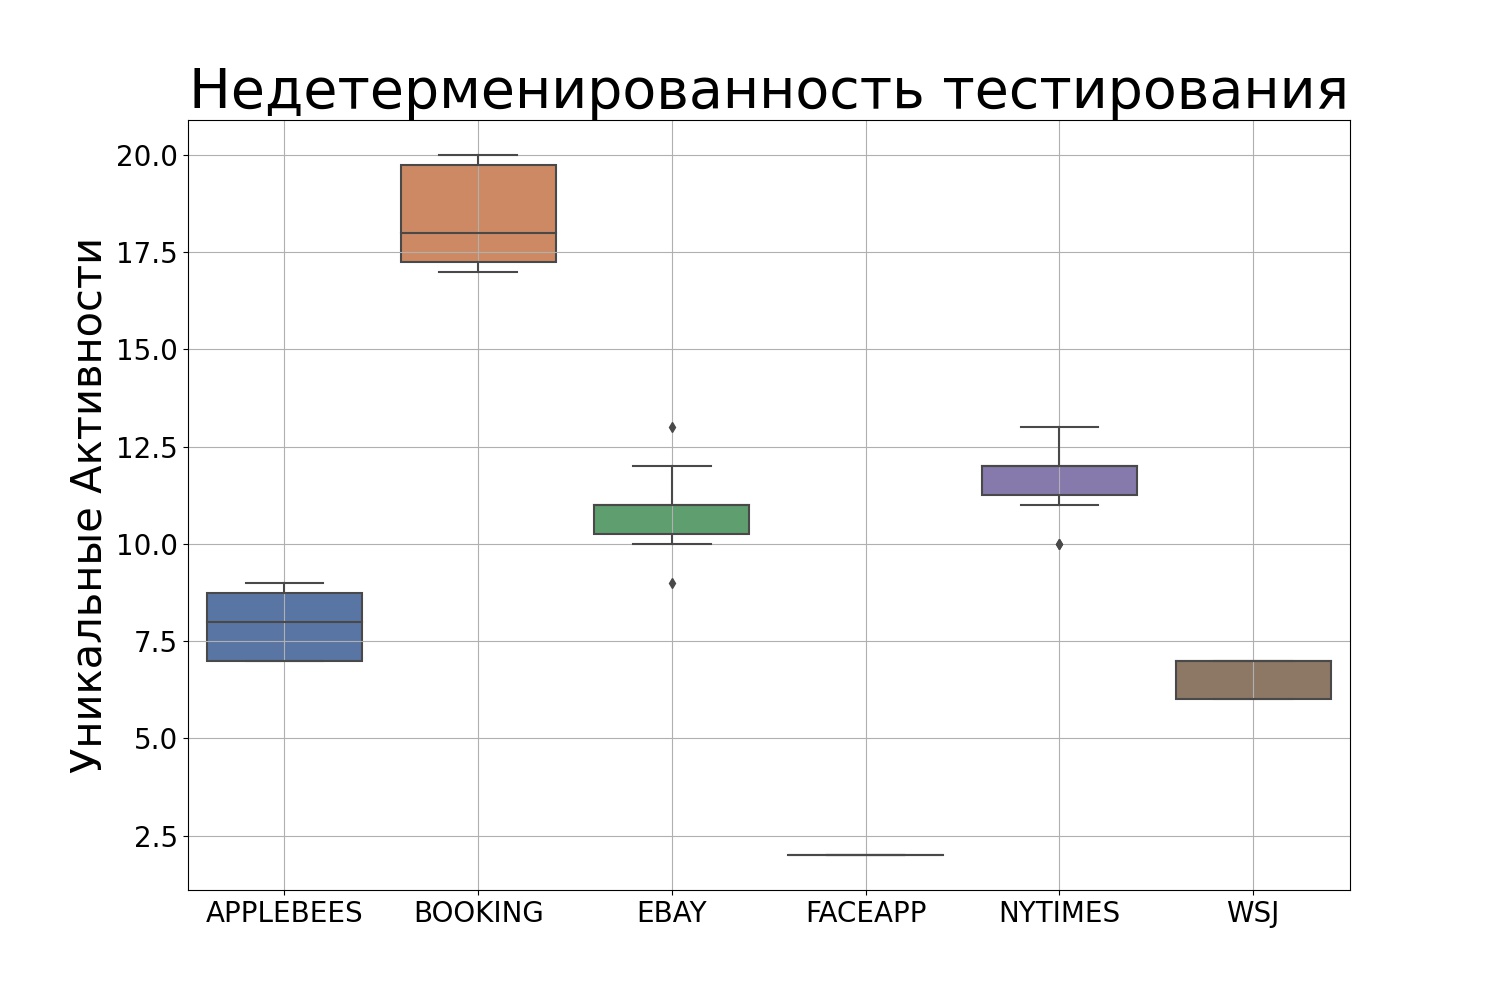 Недетерменированность тестирования
Уникальные Активности
20.0
17.5
15.0
12.5
10.0
7.5
5.0
2.5
APPLEBEES BOOKING EBAY FACEAPP NYTIMES WSJ